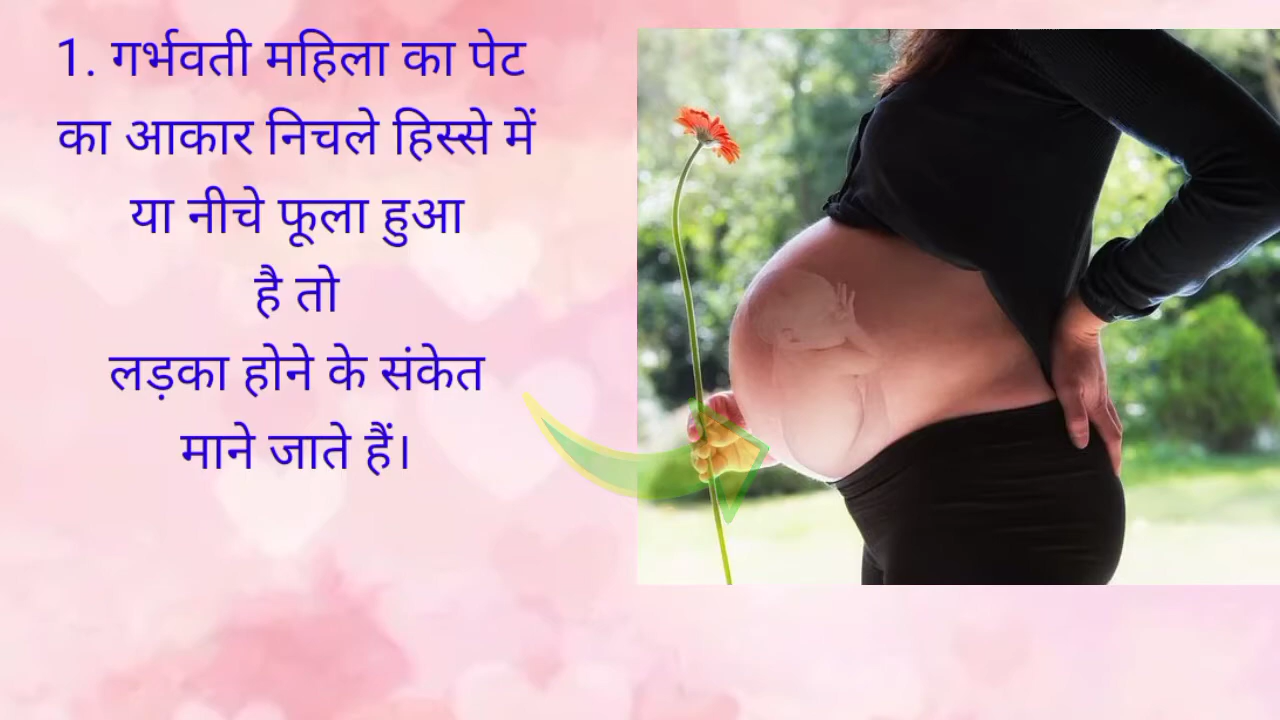 1. गर्भवती महिला का पेट
का आकार निचले हिस्से में
या नीचे फूला हुआ
है तो
लड़का होने के संकेत
माने जाते हैं।